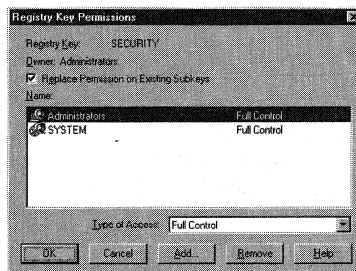 Registry Key Permissions
Registry Key: SECURITY
Owner: Administrators
Replace Permission on Existing Subkeys
Name:
Administrators Full Control
SYSTEM Full Control
Type of Access: Full Control
OK Cancel Add... Remove Help